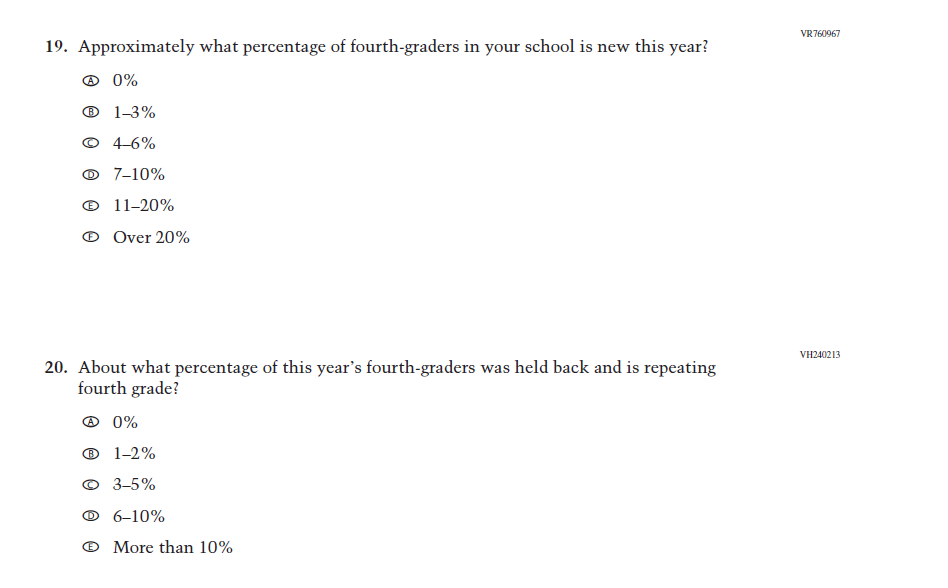 VR760967
19. Approximately what percentage of fourth-graders in your school is new this year?
Ⓐ 0%
Ⓑ 1–3%
Ⓒ 4–6%
Ⓓ 7–10%
Ⓔ 11–20%
Ⓕ Over 20%
VH240213
20. About what percentage of this year’s fourth-graders was held back and is repeating
fourth grade?
Ⓐ 0%
Ⓑ 1–2%
Ⓒ 3–5%
Ⓓ 6–10%
Ⓔ More than 10%